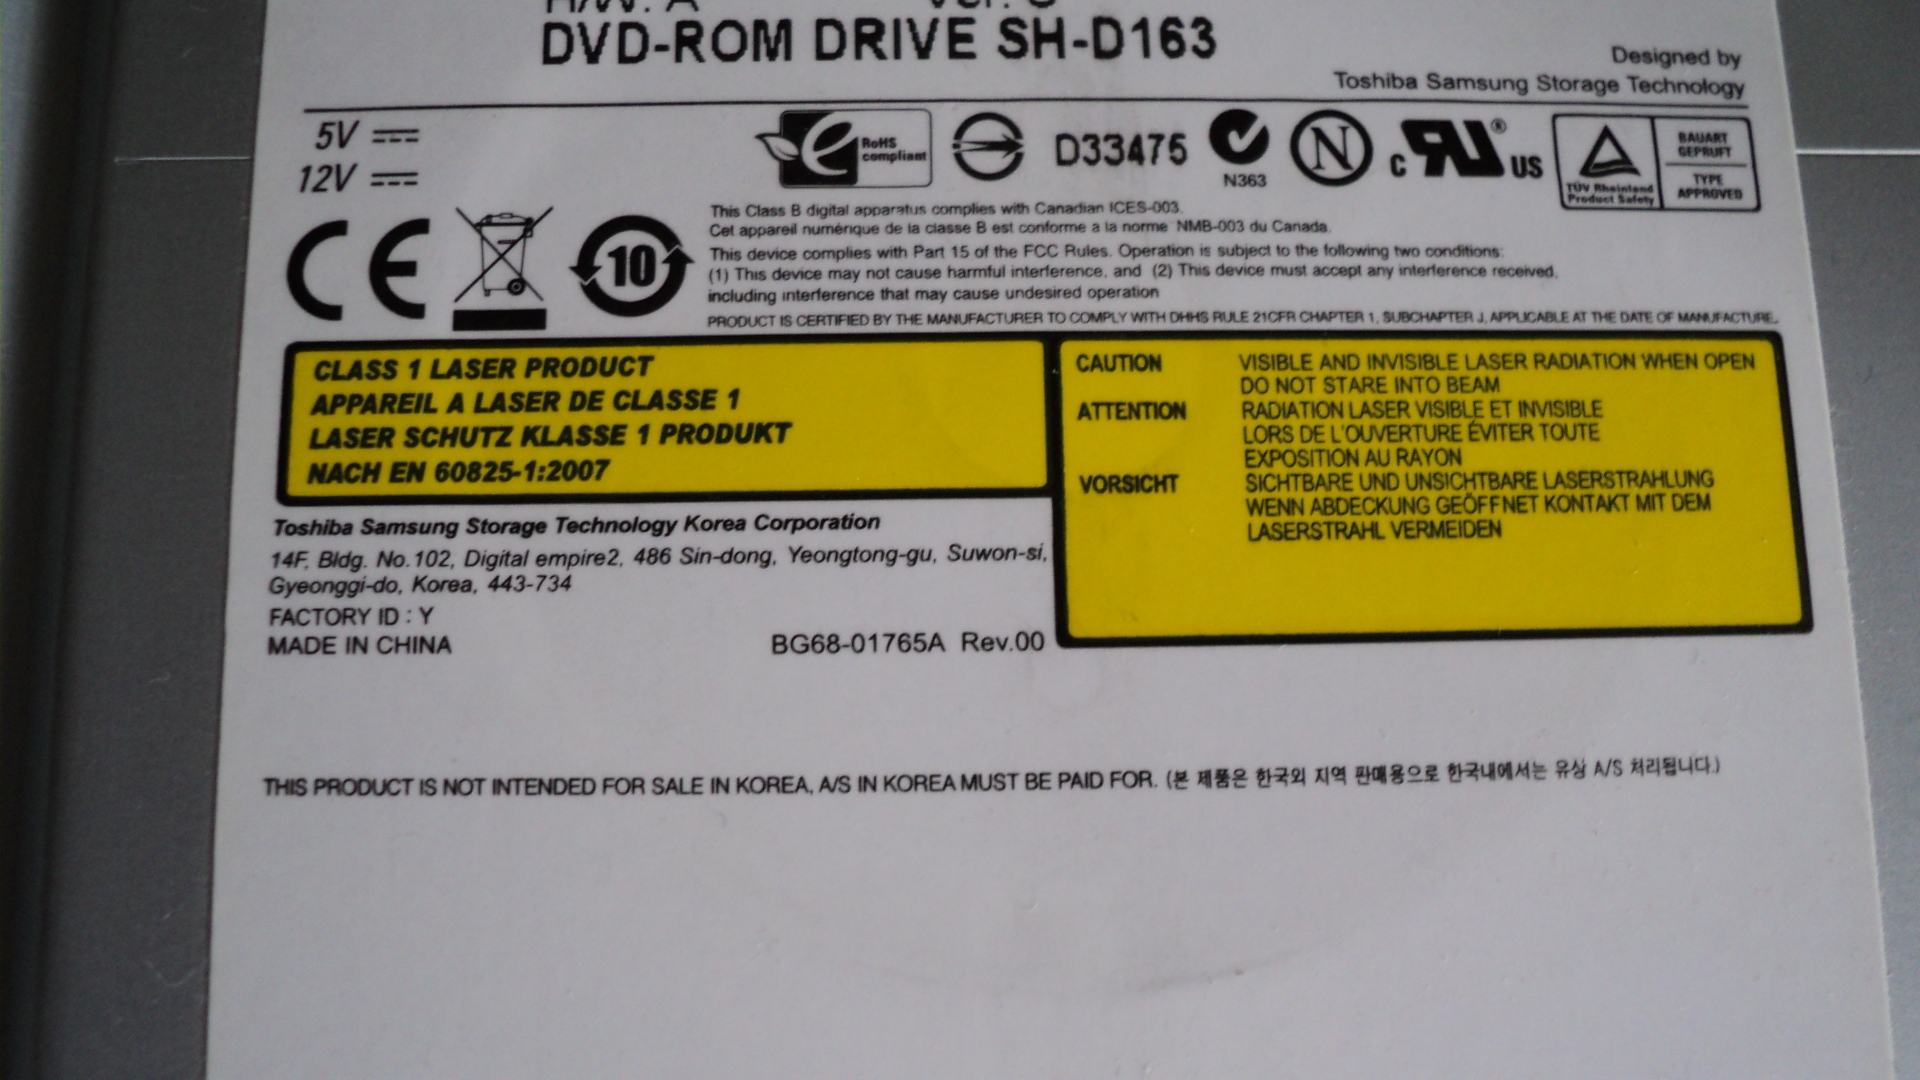 H/W: A Ver. C
DVD-ROM DRIVE SH-D163
Designed by
Toshiba Samsung Storage Technology
5V
12V
e RoHS
compliant
D33475
N363
N
c RU ® US
TÜV Rheinland
Product Safety
BAUART
GEPRÜFT
TYPE
APPROVED
CE
10
This Class B digital apparatus complies with Canadian ICES-003.
Cet appareil numérique de la classe B est conforme a la norme NMB-003 du Canada.
This device complies with Part 15 of the FCC Rules. Operation is subject to the following two conditions:
(1) This device may not cause harmful interference, and (2) This device must accept any interference received,
including interference that may cause undesired operation
PRODUCT IS CERTIFIED BY THE MANUFACTURER TO COMPLY WITH DHHS RULE 21CFR CHAPTER 1, SUBCHAPTER J, APPLICABLE AT THE DATE OF MANUFACTURE.
CLASS 1 LASER PRODUCT
APPAREIL A LASER DE CLASSE 1
LASER SCHUTZ KLASSE 1 PRODUKT
NACH EN 60825-1:2007
CAUTION VISIBLE AND INVISIBLE LASER RADIATION WHEN OPEN
DO NOT STARE INTO BEAM
ATTENTION RADIATION LASER VISIBLE ET INVISIBLE
LORS DE L'OUVERTURE ÉVITER TOUTE
EXPOSITION AU RAYON
VORSICHT SICHTBARE UND UNSICHTBARE LASERSTRAHLUNG
WENN ABDECKUNG GEÖFFNET KONTAKT MIT DEM
LASERSTRAHL VERMEIDEN
Toshiba Samsung Storage Technology Korea Corporation
14F, Bldg. No.102, Digital empire2, 486 Sin-dong, Yeongtong-gu, Suwon-si,
Gyeonggi-do, Korea, 443-734
FACTORY ID : Y
MADE IN CHINA
BG68-01765A Rev.00
THIS PRODUCT IS NOT INTENDED FOR SALE IN KOREA, A/S IN KOREA MUST BE PAID FOR. (본 제품은 한국외 지역 판매용으로 한국내에서는 유상 A/S 처리됩니다.)